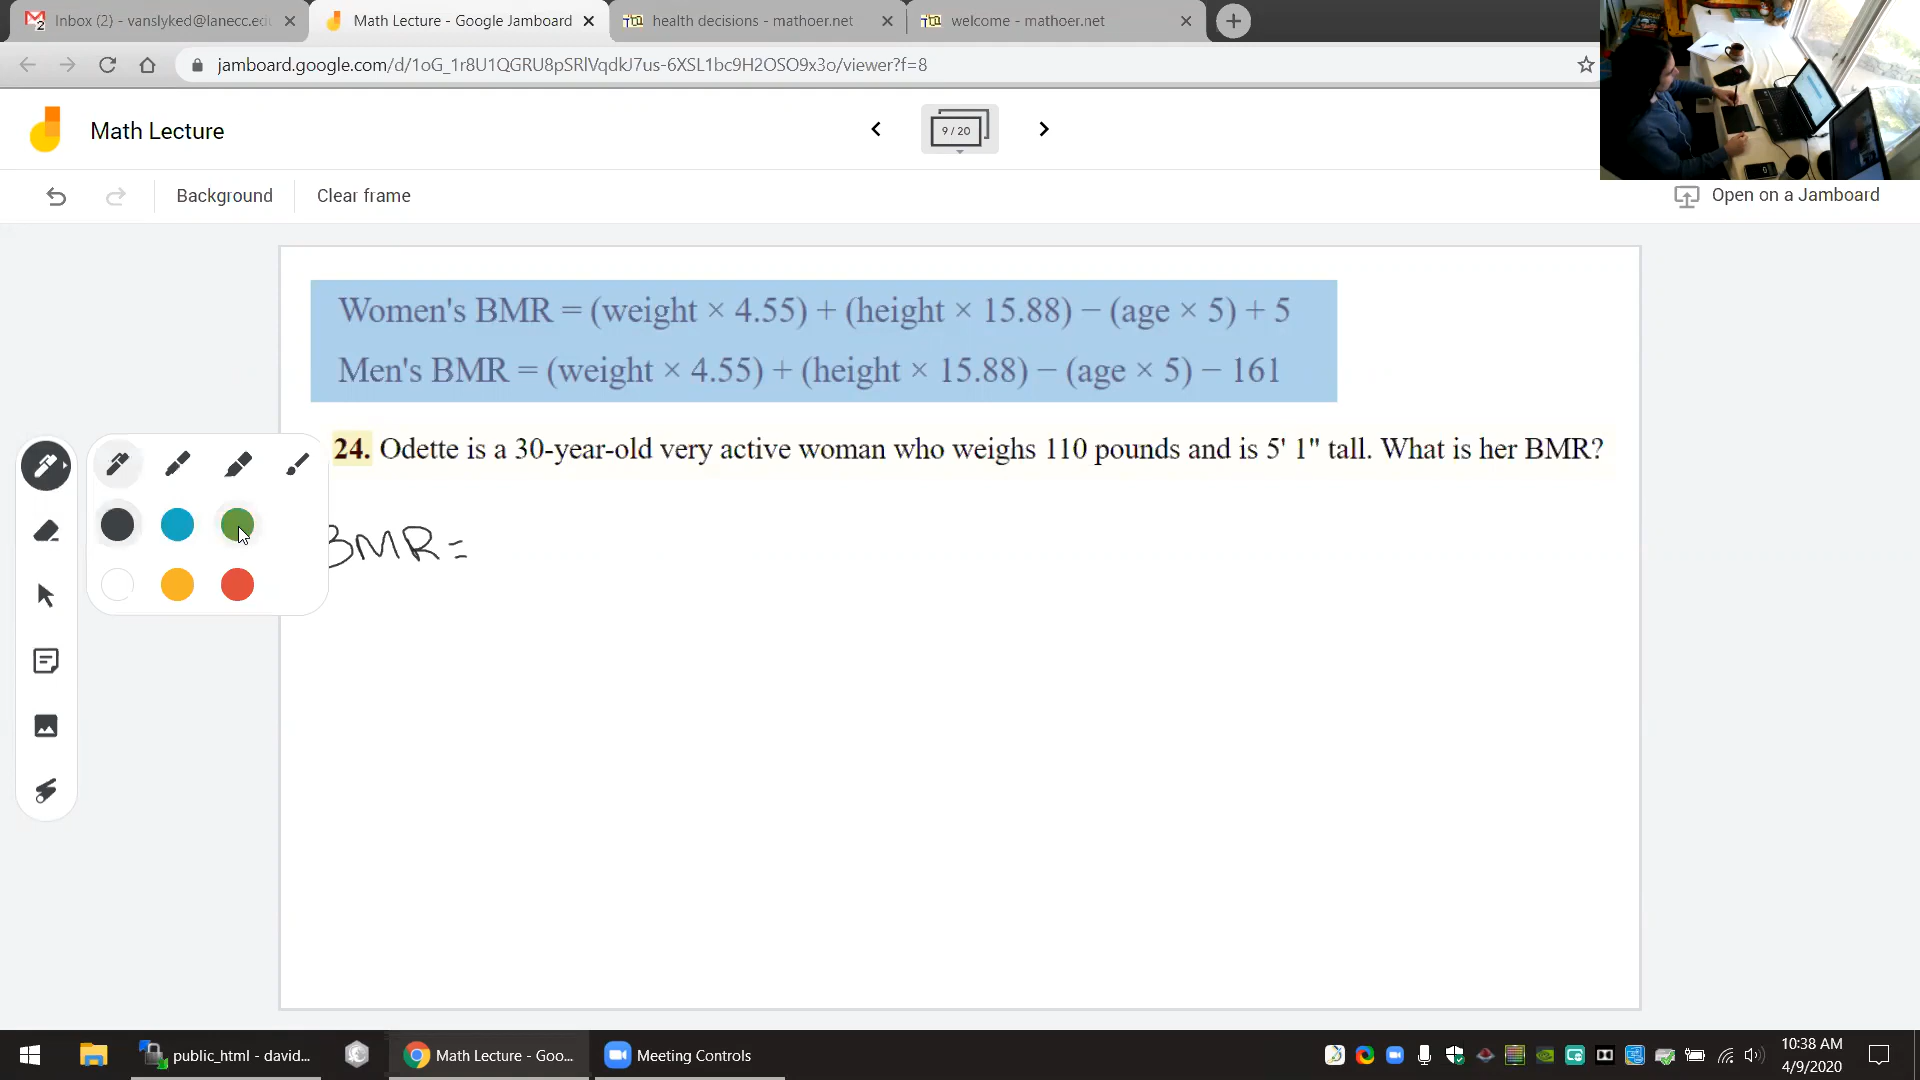 Inbox (2) - vanslyked@lanecc.edu
Math Lecture - Google Jamboard
health decisions - mathoer.net
welcome - mathoer.net
jamboard.google.com/d/1oG_1r8U1QGRU8pSRlVqdkJ7us-6XSL1bc9H2OSO9x3o/viewer?f=8
Math Lecture
9 / 20
Background
Clear frame
Open on a Jamboard
Women's BMR = (weight × 4.55) + (height × 15.88) − (age × 5) + 5
Men's BMR = (weight × 4.55) + (height × 15.88) − (age × 5) − 161
24. Odette is a 30-year-old very active woman who weighs 110 pounds and is 5' 1" tall. What is her BMR?
BMR =
public_html - david...
Math Lecture - Goo...
Meeting Controls
10:38 AM
4/9/2020